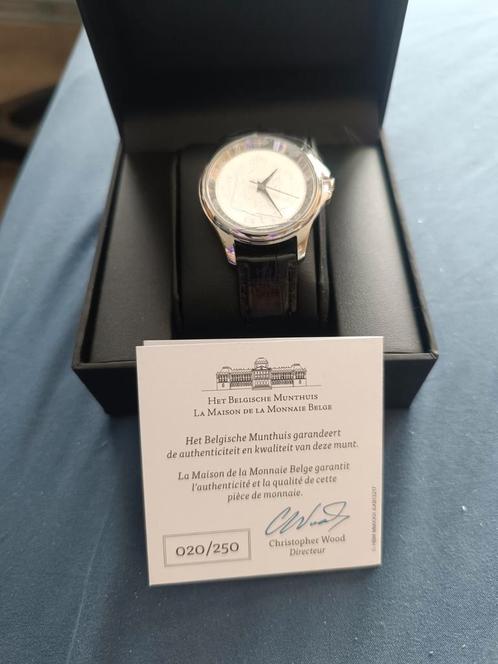 HET BELGISCHE MUNTHUIS
LA MAISON DE LA MONNAIE BELGE
Het Belgische Munthuis garandeert
de authenticiteit en kwaliteit van deze munt.
La Maison de la Monnaie Belge garantit
l'authenticité et la qualité de cette
pièce de monnaie.
020/250
Christopher Wood
Directeur